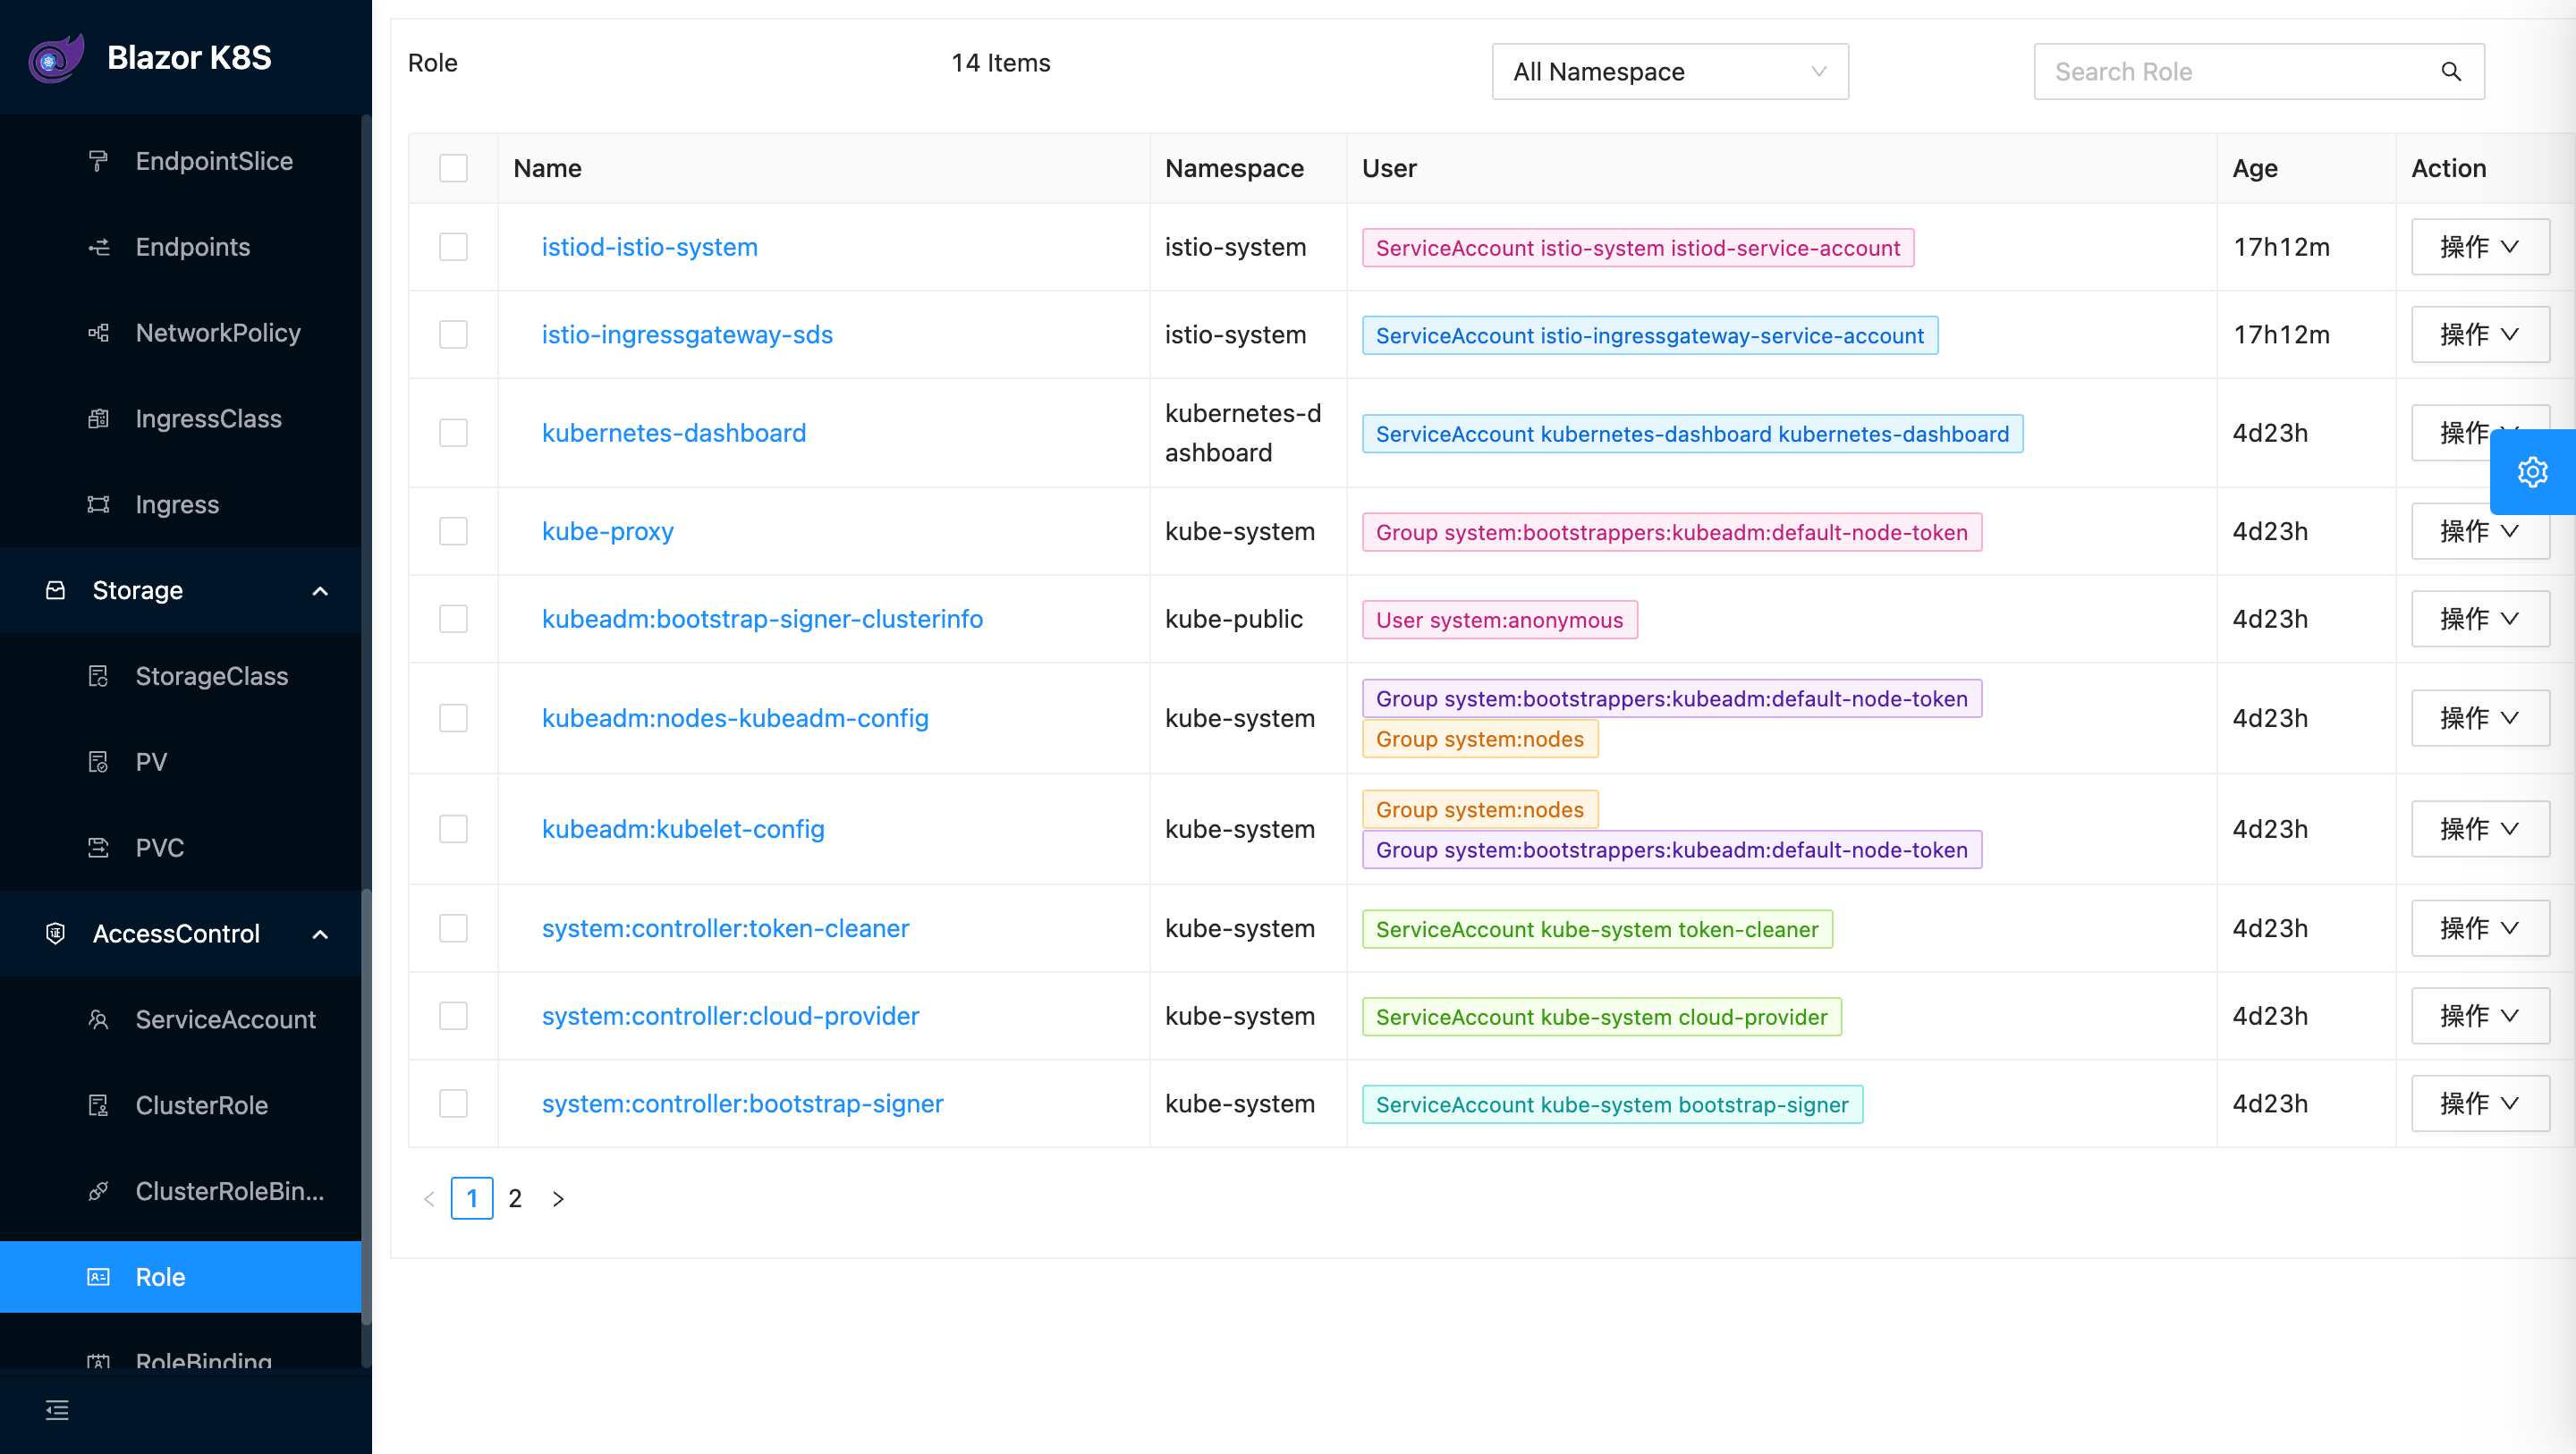 Blazor K8S
EndpointSlice
Endpoints
NetworkPolicy
IngressClass
Ingress
Storage
StorageClass
PV
PVC
AccessControl
ServiceAccount
ClusterRole
ClusterRoleBin...
Role
RoleBinding
Role 14 Items All Namespace Search Role
Name Namespace User Age Action
istiod-istio-system istio-system ServiceAccount istio-system istiod-service-account 17h12m 操作
istio-ingressgateway-sds istio-system ServiceAccount istio-ingressgateway-service-account 17h12m 操作
kubernetes-dashboard kubernetes-d
ashboard ServiceAccount kubernetes-dashboard kubernetes-dashboard 4d23h 操作
kube-proxy kube-system Group system:bootstrappers:kubeadm:default-node-token 4d23h 操作
kubeadm:bootstrap-signer-clusterinfo kube-public User system:anonymous 4d23h 操作
kubeadm:nodes-kubeadm-config kube-system Group system:bootstrappers:kubeadm:default-node-token
Group system:nodes 4d23h 操作
kubeadm:kubelet-config kube-system Group system:nodes
Group system:bootstrappers:kubeadm:default-node-token 4d23h 操作
system:controller:token-cleaner kube-system ServiceAccount kube-system token-cleaner 4d23h 操作
system:controller:cloud-provider kube-system ServiceAccount kube-system cloud-provider 4d23h 操作
system:controller:bootstrap-signer kube-system ServiceAccount kube-system bootstrap-signer 4d23h 操作
1 2